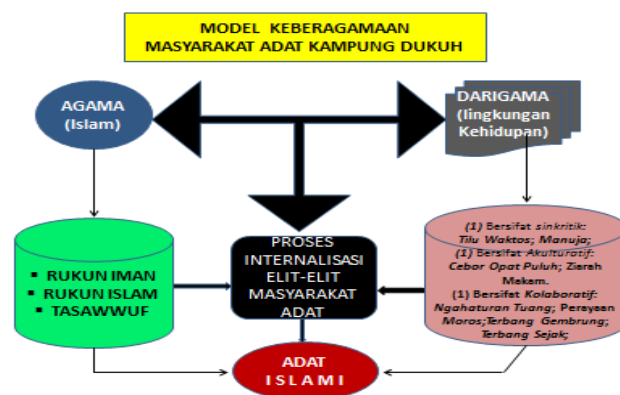 MODEL KEBERAGAMAAN
MASYARAKAT ADAT KAMPUNG DUKUH
AGAMA
(Islam)
DARIGAMA
(lingkungan
Kehidupan)
▪ RUKUN IMAN
▪ RUKUN ISLAM
▪ TASAWWUF
PROSES
INTERNALISASI
ELIT-ELIT
MASYARAKAT
ADAT
(1) Bersifat sinkritik:
Tilu Waktos; Manuja;
(1) Bersifat Akulturatif:
Cebor Opat Puluh; Ziarah
Makam.
(1) Bersifat Kolaboratif:
Ngahaturan Tuang; Perayaan
Moros;Terbang Gembrung;
Terbang Sejak;
ADAT
I S L A M I